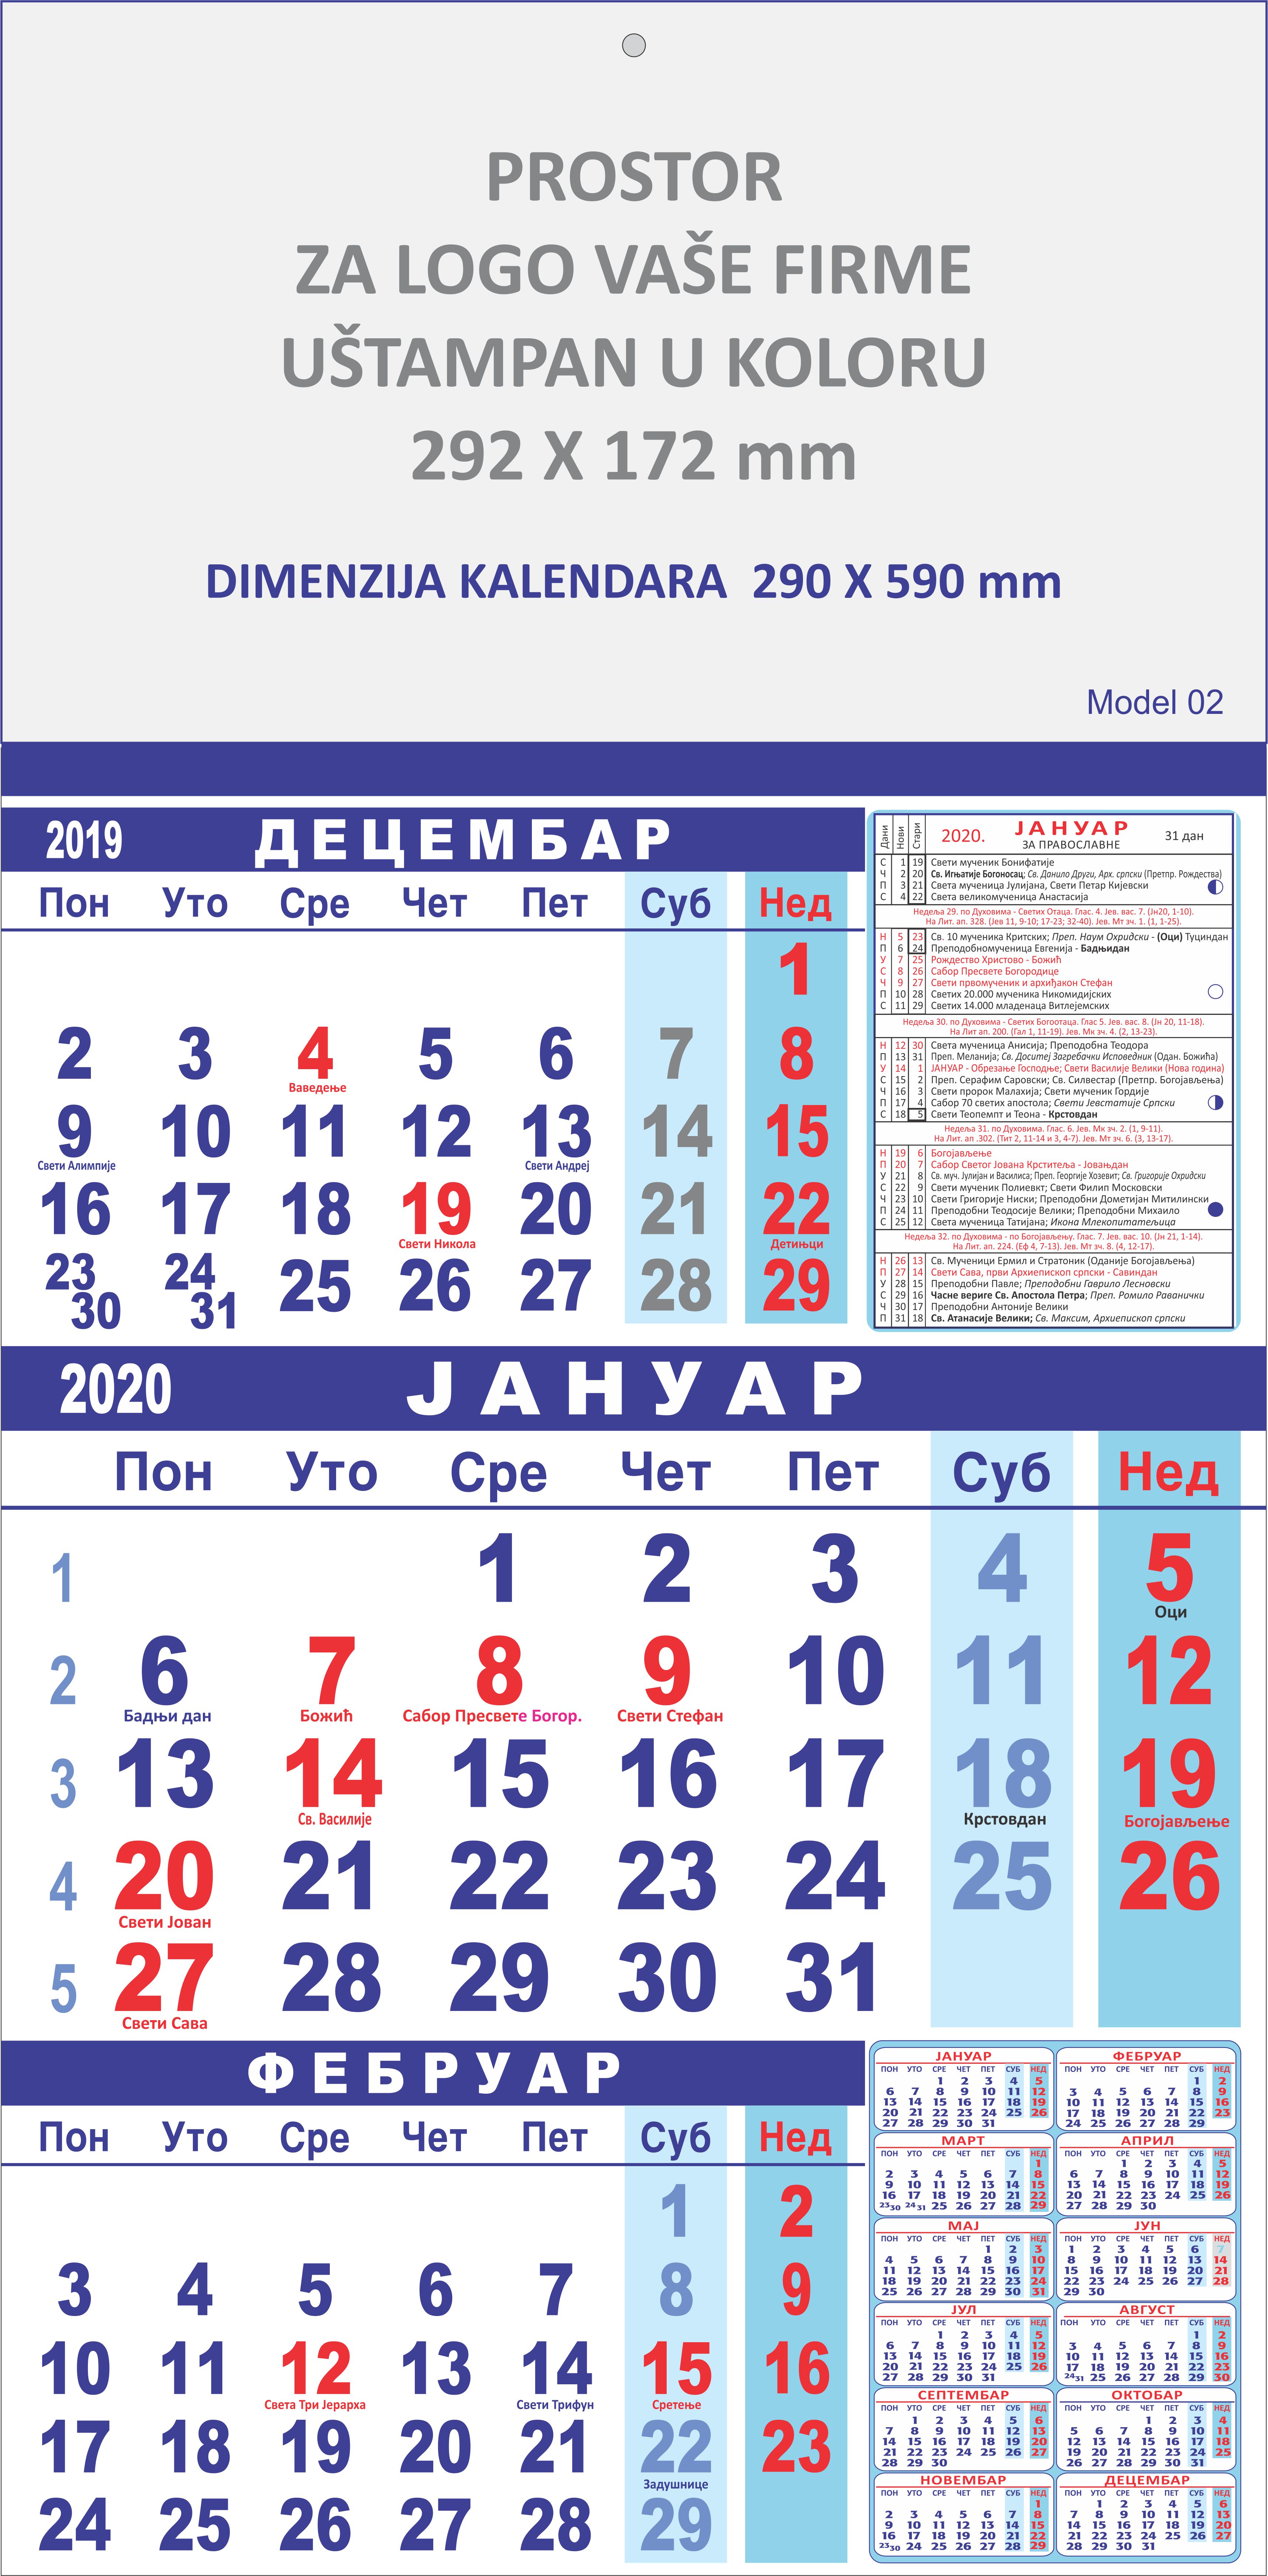 PROSTOR
ZA LOGO VAŠE FIRME
UŠTAMPAN U KOLORU
292 X 172 mm
DIMENZIJA KALENDARA 290 X 590 mm
Model 02
2019 ДЕЦЕМБАР
Пон Уто Сре Чет Пет Суб Нед
1
2 3 4 5 6 7 8
Ваведење
9 10 11 12 13 14 15
Свети Алимпије Свети Андреј
16 17 18 19 20 21 22
Свети Никола Детињци
23 24 25 26 27 28 29
30 31
Дани Нови Стари 2020. ЈАНУАР 31 дан
ЗА ПРАВОСЛАВНЕ
С 1 19 Свети мученик Бонифатије
Ч 2 20 Св. Игњатије Богоносац; Св. Данило Други, Арх. српски (Претпр. Рождества)
П 3 21 Света мученица Јулијана, Свети Петар Кијевски
С 4 22 Света великомученица Анастасија
Недеља 29. по Духовима - Светих Отаца. Глас. 4. Јев. вас. 7. (Јн20, 1-10).
На Лит. ап. 328. (Јев 11, 9-10; 17-23; 32-40). Јев. Мт зч. 1. (1, 1-25).
Н 5 23 Св. 10 мученика Критских; Преп. Наум Охридски - (Оци) Туциндан
П 6 24 Преподобномученица Евгенија - Бадњидан
У 7 25 Рождество Христово - Божић
С 8 26 Сабор Пресвете Богородице
Ч 9 27 Свети првомученик и архиђакон Стефан
П 10 28 Светих 20.000 мученика Никомидијских
С 11 29 Светих 14.000 младенаца Витлејемских
Недеља 30. по Духовима - Светих Богоотаца. Глас 5. Јев. вас. 8. (Јн 20, 11-18).
На Лит. ап. 200. (Гал 1, 11-19). Јев. Мк зч. 4. (2, 13-23).
Н 12 30 Света мученица Анисија; Преподобна Теодора
П 13 31 Преп. Меланија; Св. Доситеј Загребачки Исповедник (Одан. Божића)
У 14 1 ЈАНУАР - Обрезање Господње; Свети Василије Велики (Нова година)
С 15 2 Преп. Серафим Саровски; Св. Силвестар (Претпр. Богојављења)
Ч 16 3 Свети пророк Малахија; Свети мученик Гордије
П 17 4 Сабор 70 светих апостола; Свети Јевстатије Српски
С 18 5 Свети Теопемпт и Теона - Крстовдан
Недеља 31. по Духовима. Глас. 6. Јев. Мк зч. 2. (1, 9-11).
На Лит. ап .302. (Тит 2, 11-14 и 3, 4-7). Јев. Мт зч. 6. (3, 13-17).
Н 19 6 Богојављење
П 20 7 Сабор Светог Јована Крститеља - Јовањдан
У 21 8 Св. муч. Јулијан и Василиса; Преп. Георгије Хозевит; Св. Григорије Охридски
С 22 9 Свети мученик Полиевкт; Свети Филип Московски
Ч 23 10 Свети Григорије Ниски; Преподобни Дометијан Митилински
П 24 11 Преподобни Теодосије Велики; Преподобни Михаило
С 25 12 Света мученица Татијана; Икона Млекопитатељица
Недеља 32. по Духовима - по Богојављењу. Глас. 7. Јев. вас. 10. (Јн 21, 1-14).
На Лит. ап. 224. (Еф 4, 7-13). Јев. Мт зч. 8. (4, 12-17).
Н 26 13 Св. Мученици Ермил и Стратоник (Оданије Богојављења)
П 27 14 Свети Сава, први Архиепископ српски - Савиндан
У 28 15 Преподобни Павле; Преподобни Гаврило Лесновски
С 29 16 Часне вериге Св. Апостола Петра; Преп. Ромило Раванички
Ч 30 17 Преподобни Антоније Велики
П 31 18 Св. Атанасије Велики; Св. Максим, Архиепископ српски
2020 ЈАНУАР
Пон Уто Сре Чет Пет Суб Нед
1 1 2 3 4 5
Оци
2 6 7 8 9 10 11 12
Бадњи дан Божић Сабор Пресвете Богор. Свети Стефан
3 13 14 15 16 17 18 19
Св. Василије Крстовдан Богојављење
4 20 21 22 23 24 25 26
Свети Јован
5 27 28 29 30 31
Свети Сава
ФЕБРУАР
Пон Уто Сре Чет Пет Суб Нед
1 2
3 4 5 6 7 8 9
10 11 12 13 14 15 16
Света Три Јерарха Свети Трифун Сретење
17 18 19 20 21 22 23
Задушнице
24 25 26 27 28 29
ЈАНУАР
ПОН УТО СРЕ ЧЕТ ПЕТ СУБ НЕД
1 2 3 4 5
6 7 8 9 10 11 12
13 14 15 16 17 18 19
20 21 22 23 24 25 26
27 28 29 30 31
ФЕБРУАР
ПОН УТО СРЕ ЧЕТ ПЕТ СУБ НЕД
1 2
3 4 5 6 7 8 9
10 11 12 13 14 15 16
17 18 19 20 21 22 23
24 25 26 27 28 29
МАРТ
ПОН УТО СРЕ ЧЕТ ПЕТ СУБ НЕД
1
2 3 4 5 6 7 8
9 10 11 12 13 14 15
16 17 18 19 20 21 22
23 30 24 31 25 26 27 28 29
АПРИЛ
ПОН УТО СРЕ ЧЕТ ПЕТ СУБ НЕД
1 2 3 4 5
6 7 8 9 10 11 12
13 14 15 16 17 18 19
20 21 22 23 24 25 26
27 28 29 30
МАЈ
ПОН УТО СРЕ ЧЕТ ПЕТ СУБ НЕД
1 2 3
4 5 6 7 8 9 10
11 12 13 14 15 16 17
18 19 20 21 22 23 24
25 26 27 28 29 30 31
ЈУН
ПОН УТО СРЕ ЧЕТ ПЕТ СУБ НЕД
1 2 3 4 5 6 7
8 9 10 11 12 13 14
15 16 17 18 19 20 21
22 23 24 25 26 27 28
29 30
ЈУЛ
ПОН УТО СРЕ ЧЕТ ПЕТ СУБ НЕД
1 2 3 4 5
6 7 8 9 10 11 12
13 14 15 16 17 18 19
20 21 22 23 24 25 26
27 28 29 30 31
АВГУСТ
ПОН УТО СРЕ ЧЕТ ПЕТ СУБ НЕД
1 2
3 4 5 6 7 8 9
10 11 12 13 14 15 16
17 18 19 20 21 22 23
24 31 25 26 27 28 29 30
СЕПТЕМБАР
ПОН УТО СРЕ ЧЕТ ПЕТ СУБ НЕД
1 2 3 4 5 6
7 8 9 10 11 12 13
14 15 16 17 18 19 20
21 22 23 24 25 26 27
28 29 30
ОКТОБАР
ПОН УТО СРЕ ЧЕТ ПЕТ СУБ НЕД
1 2 3 4
5 6 7 8 9 10 11
12 13 14 15 16 17 18
19 20 21 22 23 24 25
26 27 28 29 30 31
НОВЕМБАР
ПОН УТО СРЕ ЧЕТ ПЕТ СУБ НЕД
1
2 3 4 5 6 7 8
9 10 11 12 13 14 15
16 17 18 19 20 21 22
23 30 24 25 26 27 28 29
ДЕЦЕМБАР
ПОН УТО СРЕ ЧЕТ ПЕТ СУБ НЕД
1 2 3 4 5 6
7 8 9 10 11 12 13
14 15 16 17 18 19 20
21 22 23 24 25 26 27
28 29 30 31